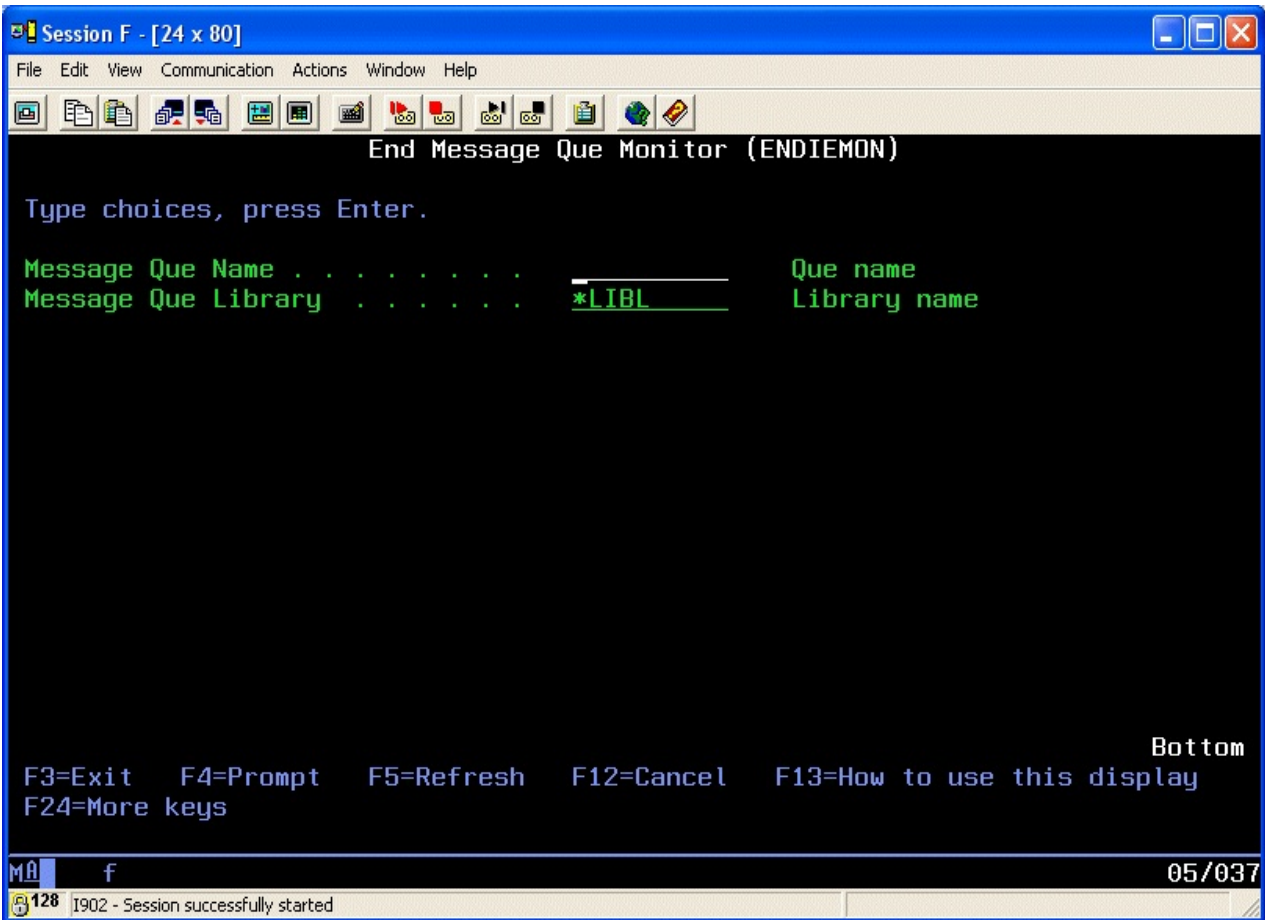 Session F - [24 x 80]
File Edit View Communication Actions Window Help
End Message Que Monitor (ENDIEMON)
Type choices, press Enter.
Message Que Name . . . . . . . . Que name
Message Que Library . . . . . . *LIBL Library name
Bottom
F3=Exit F4=Prompt F5=Refresh F12=Cancel F13=How to use this display
F24=More keys
MA f 05/037
128 I902 - Session successfully started